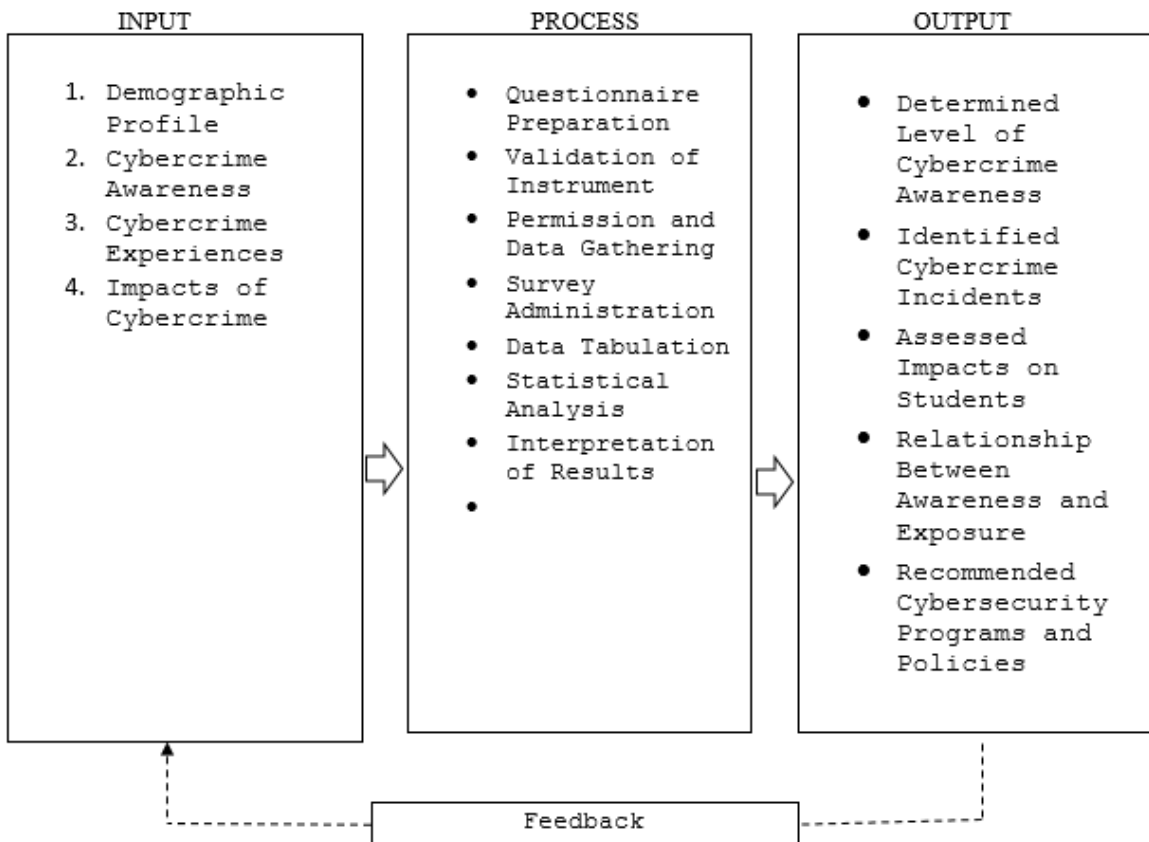 INPUT
1. Demographic
Profile
2. Cybercrime
Awareness
3. Cybercrime
Experiences
4. Impacts of
Cybercrime
PROCESS
• Questionnaire
Preparation
• Validation of
Instrument
• Permission and
Data Gathering
• Survey
Administration
• Data Tabulation
• Statistical
Analysis
• Interpretation
of Results
•
OUTPUT
• Determined
Level of
Cybercrime
Awareness
• Identified
Cybercrime
Incidents
• Assessed
Impacts on
Students
• Relationship
Between
Awareness and
Exposure
• Recommended
Cybersecurity
Programs and
Policies
Feedback